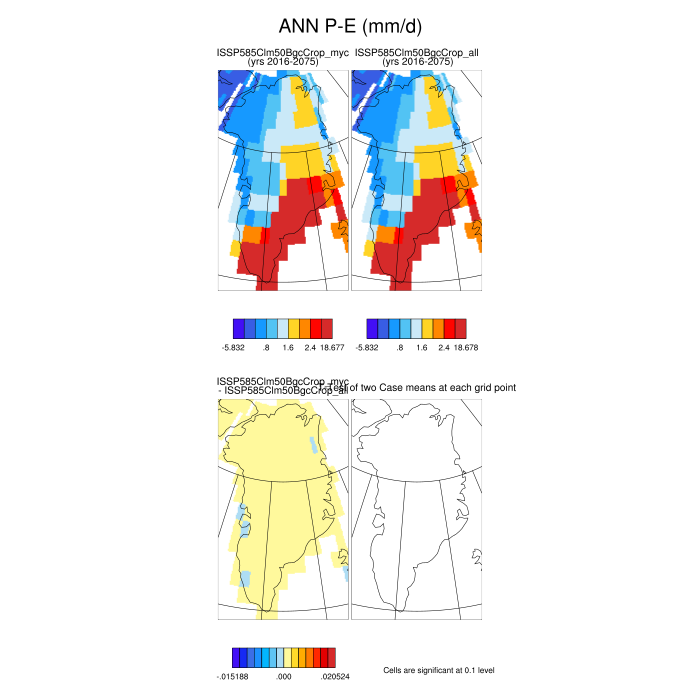 ANN P-E (mm/d)
ISSP585Clm50BgcCrop_myc ISSP585Clm50BgcCrop_all
(yrs 2016-2075) (yrs 2016-2075)
-5.832 .8 1.6 2.4 18.677 -5.832 .8 1.6 2.4 18.678
ISSP585Clm50BgcCrop_myc
- ISSP585Clm50BgcCrop_all of two Case means at each grid point
-.015188 .000 .020524
Cells are significant at 0.1 level